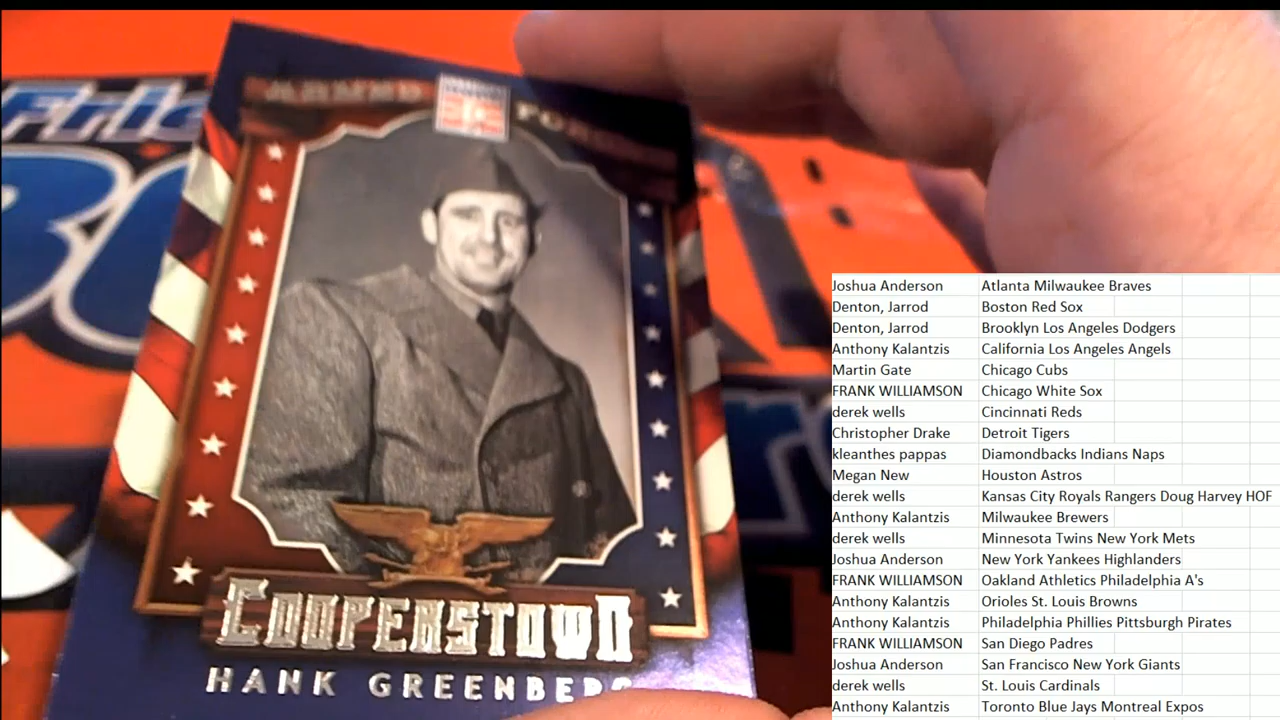 ARMED FORCES
COOPERSTOWN
HANK GREENBERG
Joshua Anderson Atlanta Milwaukee Braves
Denton, Jarrod Boston Red Sox
Denton, Jarrod Brooklyn Los Angeles Dodgers
Anthony Kalantzis California Los Angeles Angels
Martin Gate Chicago Cubs
FRANK WILLIAMSON Chicago White Sox
derek wells Cincinnati Reds
Christopher Drake Detroit Tigers
kleanthes pappas Diamondbacks Indians Naps
Megan New Houston Astros
derek wells Kansas City Royals Rangers Doug Harvey HOF
Anthony Kalantzis Milwaukee Brewers
derek wells Minnesota Twins New York Mets
Joshua Anderson New York Yankees Highlanders
FRANK WILLIAMSON Oakland Athletics Philadelphia A's
Anthony Kalantzis Orioles St. Louis Browns
Anthony Kalantzis Philadelphia Phillies Pittsburgh Pirates
FRANK WILLIAMSON San Diego Padres
Joshua Anderson San Francisco New York Giants
derek wells St. Louis Cardinals
Anthony Kalantzis Toronto Blue Jays Montreal Expos